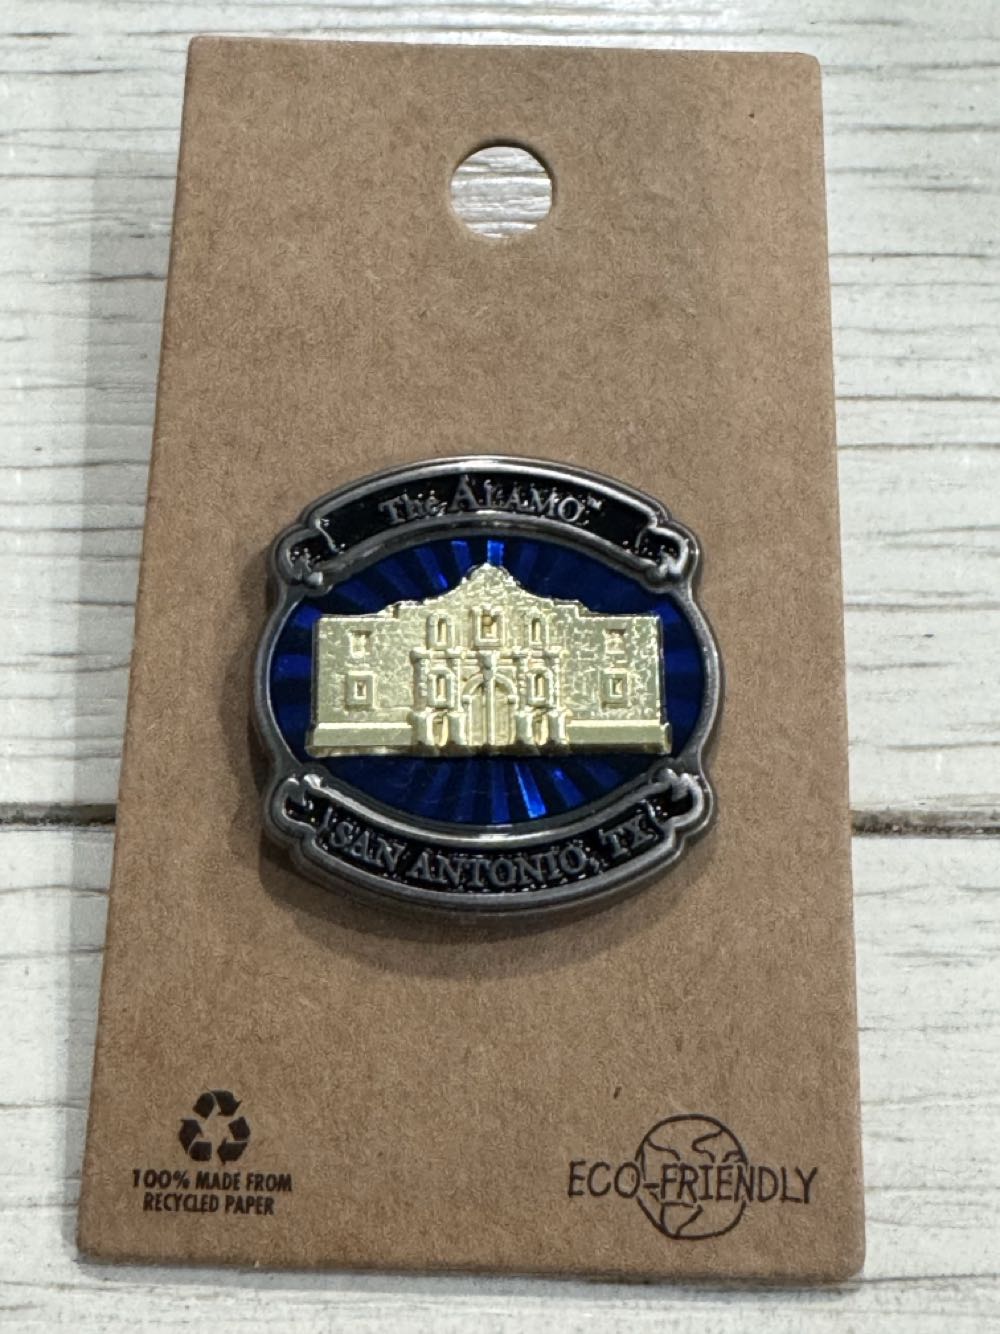 The ALAMO™
SAN ANTONIO, TX
100% MADE FROM
RECYCLED PAPER
ECO-FRIENDLY